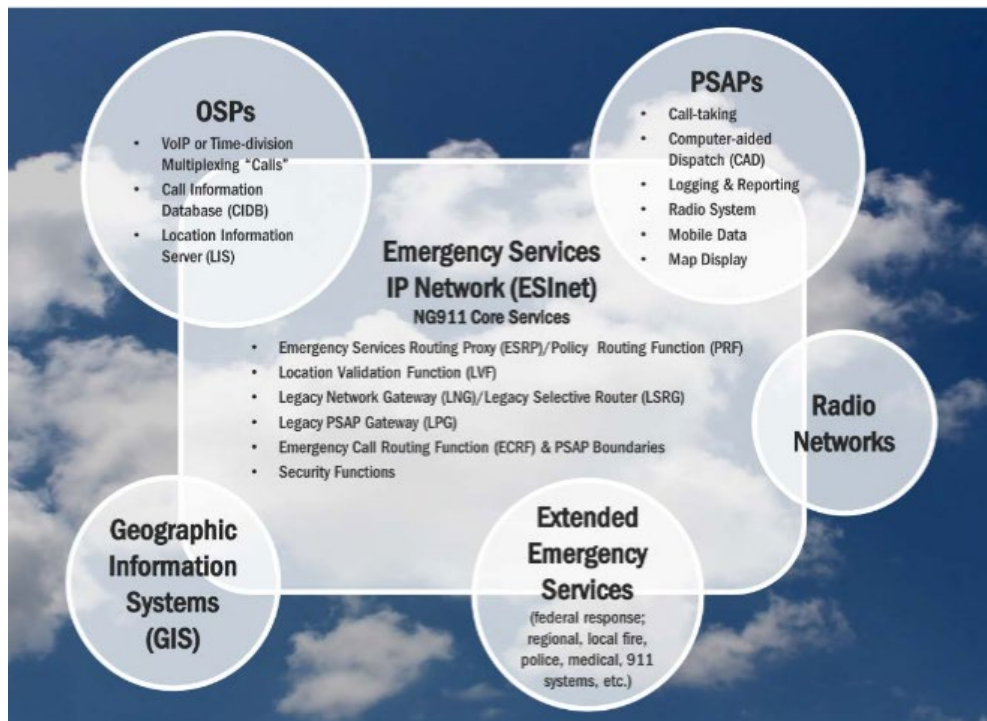 OSPs
• VoIP or Time-division
Multiplexing “Calls”
• Call Information
Database (CIDB)
• Location Information
Server (LIS)
PSAPs
• Call-taking
• Computer-aided
Dispatch (CAD)
• Logging & Reporting
• Radio System
• Mobile Data
• Map Display
Emergency Services
IP Network (ESInet)
NG911 Core Services
• Emergency Services Routing Proxy (ESRP)/Policy Routing Function (PRF)
• Location Validation Function (LVF)
• Legacy Network Gateway (LNG)/Legacy Selective Router (LSRG)
• Legacy PSAP Gateway (LPG)
• Emergency Call Routing Function (ECRF) & PSAP Boundaries
• Security Functions
Radio
Networks
Geographic
Information
Systems
(GIS)
Extended
Emergency
Services
(federal response;
regional, local fire,
police, medical, 911
systems, etc.)